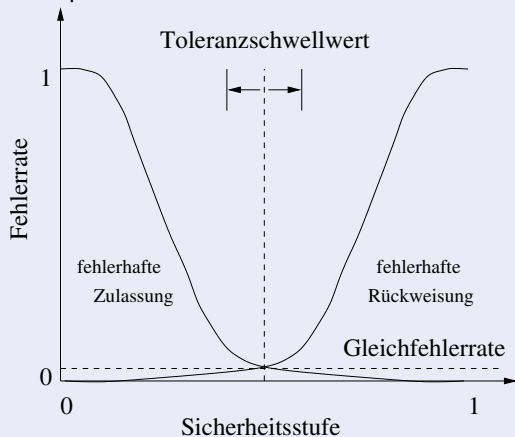 Toleranzschwellwert
1
Fehlerrate
fehlerhafte
Zulassung
fehlerhafte
Rückweisung
Gleichfehlerrate
0
0
1
Sicherheitsstufe